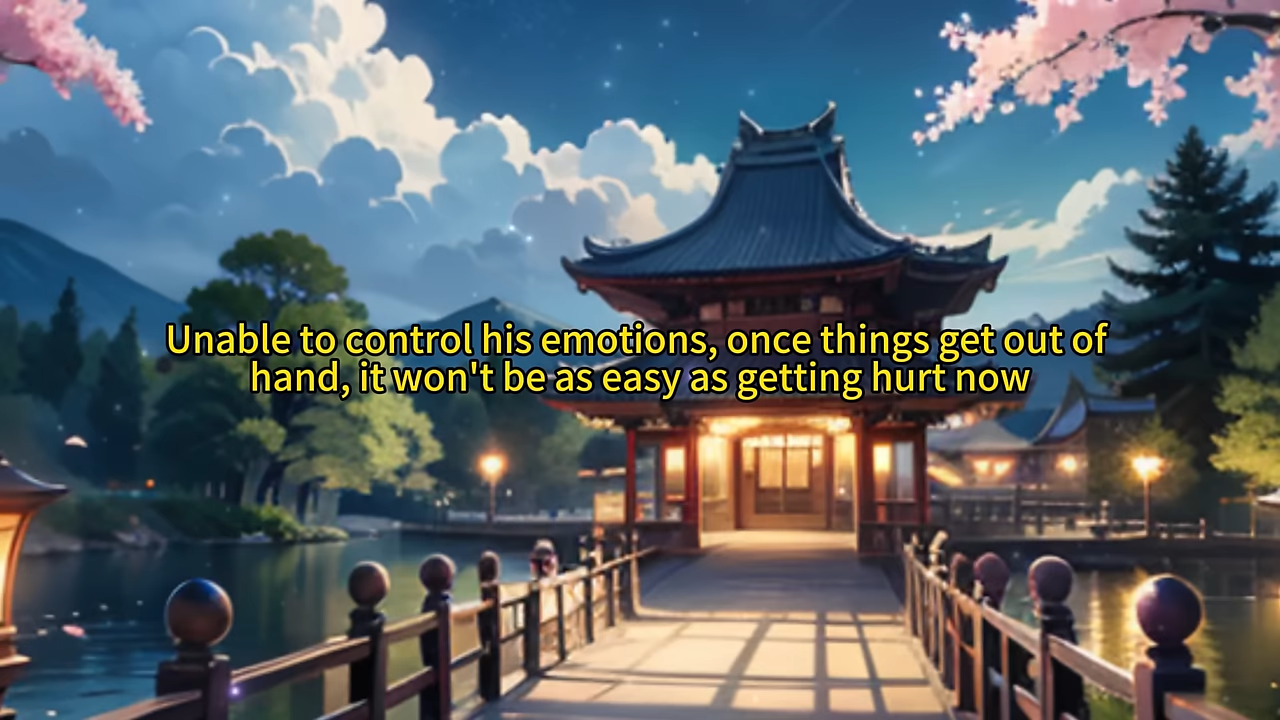 Unable to control his emotions, once things get out of
hand, it won't be as easy as getting hurt now